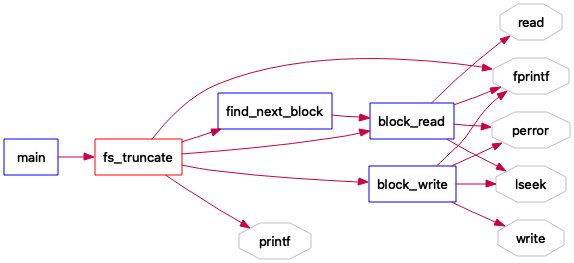 read
fprintf
find_next_block
block_read
perror
main
fs_truncate
block_write
lseek
printf
write